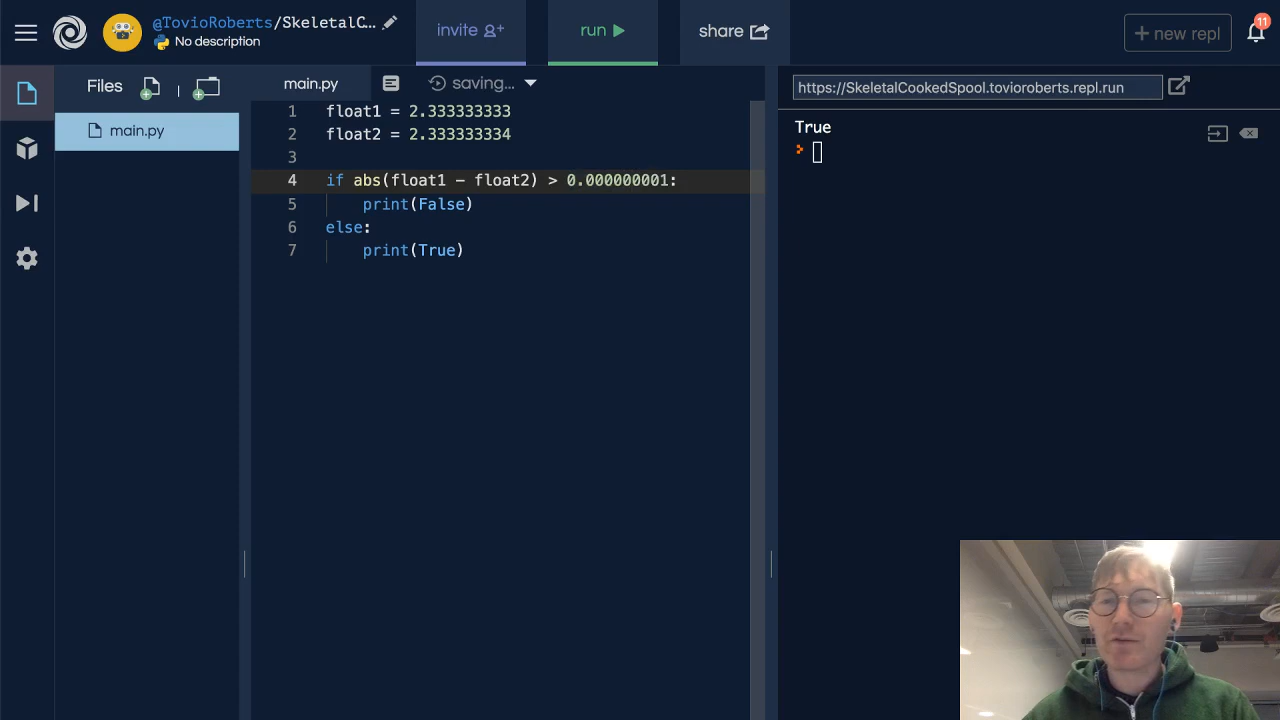 @TovioRoberts/SkeletalC...
No description
invite
run
share
+ new repl
11
Files
main.py
main.py
saving...
1 float1 = 2.333333333
2 float2 = 2.333333334
3
4 if abs(float1 - float2) > 0.000000001:
5 print(False)
6 else:
7 print(True)
https://SkeletalCookedSpool.tovioroberts.repl.run
True